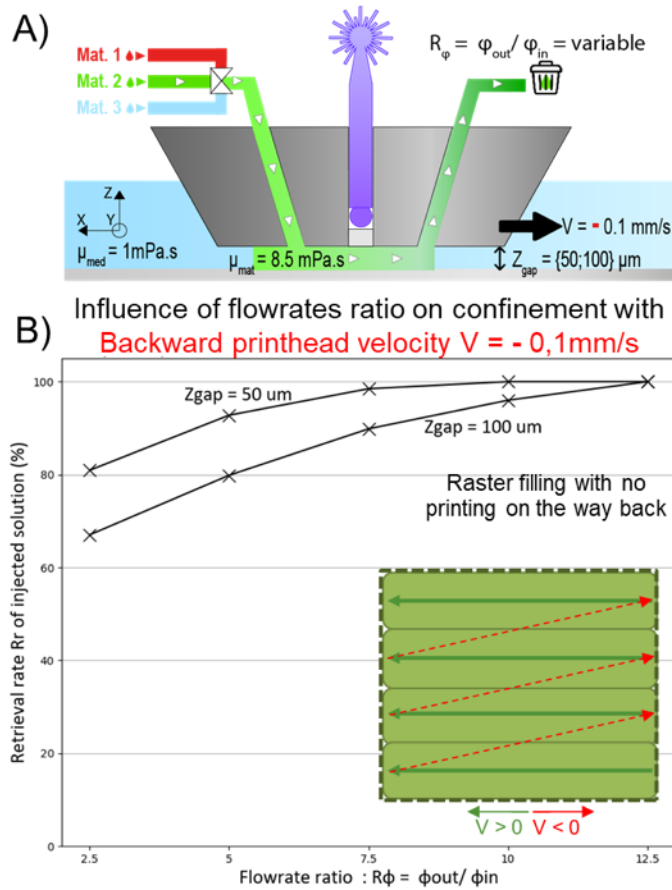 A)
Mat. 1
Mat. 2
Mat. 3
Rφ = φout/ φin = variable
Z
X
Y
μmed = 1mPa.s
μmat = 8.5 mPa.s
V = - 0.1 mm/s
Zgap = {50;100} μm
Influence of flowrates ratio on confinement with
B)
Backward printhead velocity V = - 0,1mm/s
Retrieval rate Rr of injected solution (%)
100
80
60
40
20
0
Zgap = 50 um
Zgap = 100 um
Raster filling with no
printing on the way back
V > 0
V < 0
2.5
5
7.5
10
12.5
Flowrate ratio : RΦ = Φout/ Φin